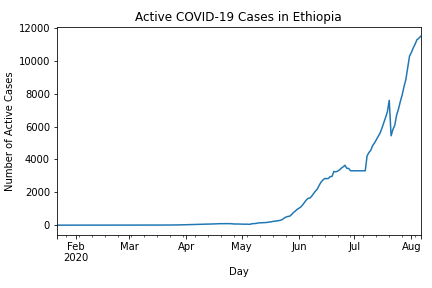 Active COVID-19 Cases in Ethiopia
12000
10000
8000
6000
4000
2000
0
Number of Active Cases
Feb Mar Apr May Jun Jul Aug
2020
Day